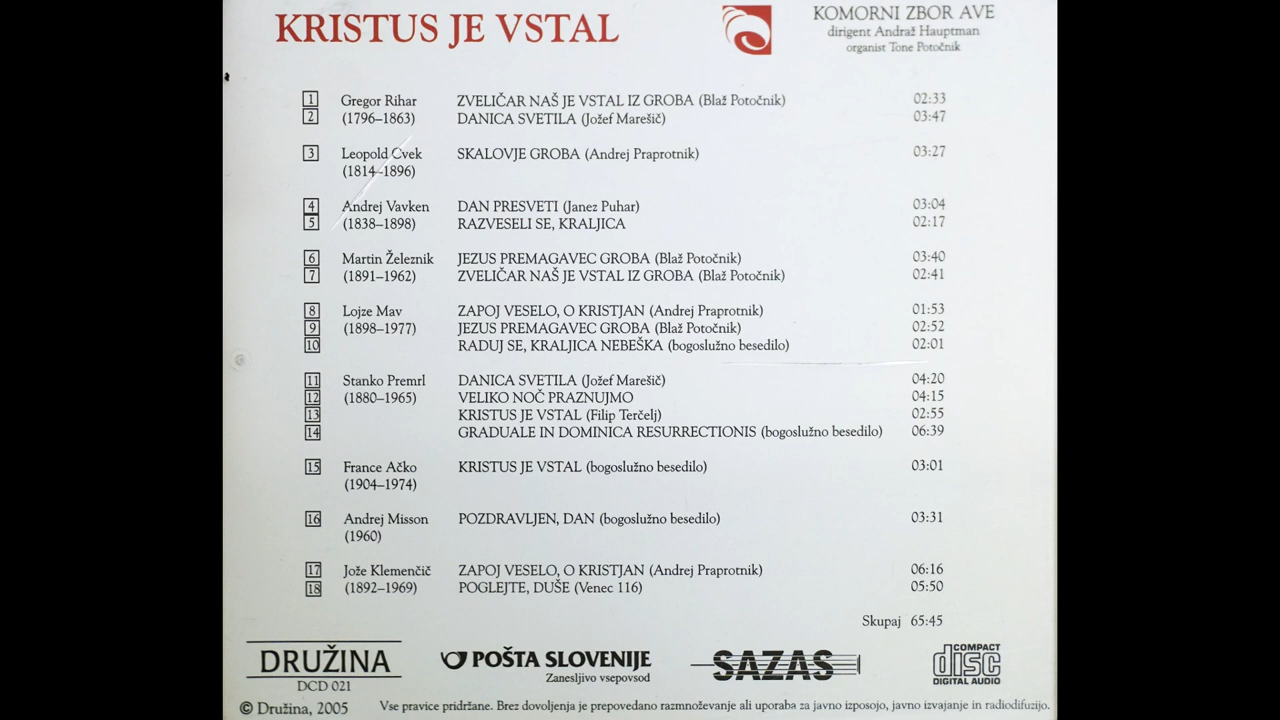 KRISTUS JE VSTAL
KOMORNI ZBOR AVE
dirigent Andraž Hauptman
organist Tone Potočnik
1 Gregor Rihar ZVELIČAR NAŠ JE VSTAL IZ GROBA (Blaž Potočnik) 02:33
2 (1796–1863) DANICA SVETILA (Jožef Marešič) 03:47
3 Leopold Cvek SKALOVJE GROBA (Andrej Praprotnik) 03:27
(1814–1896)
4 Andrej Vavken DAN PRESVETI (Janez Puhar) 03:04
5 (1838–1898) RAZVESELI SE, KRALJICA 02:17
6 Martin Železnik JEZUS PREMAGAVEC GROBA (Blaž Potočnik) 03:40
7 (1891–1962) ZVELIČAR NAŠ JE VSTAL IZ GROBA (Blaž Potočnik) 02:41
8 Lojze Mav ZAPOJ VESELO, O KRISTJAN (Andrej Praprotnik) 01:53
9 (1898–1977) JEZUS PREMAGAVEC GROBA (Blaž Potočnik) 02:52
10 RADUJ SE, KRALJICA NEBEŠKA (bogoslužno besedilo) 02:01
11 Stanko Premrl DANICA SVETILA (Jožef Marešič) 04:20
12 (1880–1965) VELIKO NOČ PRAZNUJMO 04:15
13 KRISTUS JE VSTAL (Filip Terčelj) 02:55
14 GRADUALE IN DOMINICA RESURRECTIONIS (bogoslužno besedilo) 06:39
15 France Ačko KRISTUS JE VSTAL (bogoslužno besedilo) 03:01
(1904–1974)
16 Andrej Misson POZDRAVLJEN, DAN (bogoslužno besedilo) 03:31
(1960)
17 Jože Klemenčič ZAPOJ VESELO, O KRISTJAN (Andrej Praprotnik) 06:16
18 (1892–1969) POGLEJTE, DUŠE (Venec 116) 05:50
Skupaj 65:45
DRUŽINA
DCD 021
POŠTA SLOVENIJE
Zanesljivo vsepovsod
SAZAS
COMPACT
disc
DIGITAL AUDIO
© Družina, 2005 Vse pravice pridržane. Brez dovoljenja je prepovedano razmnoževanje ali uporaba za javno izposojo, javno izvajanje in radiodifuzijo.